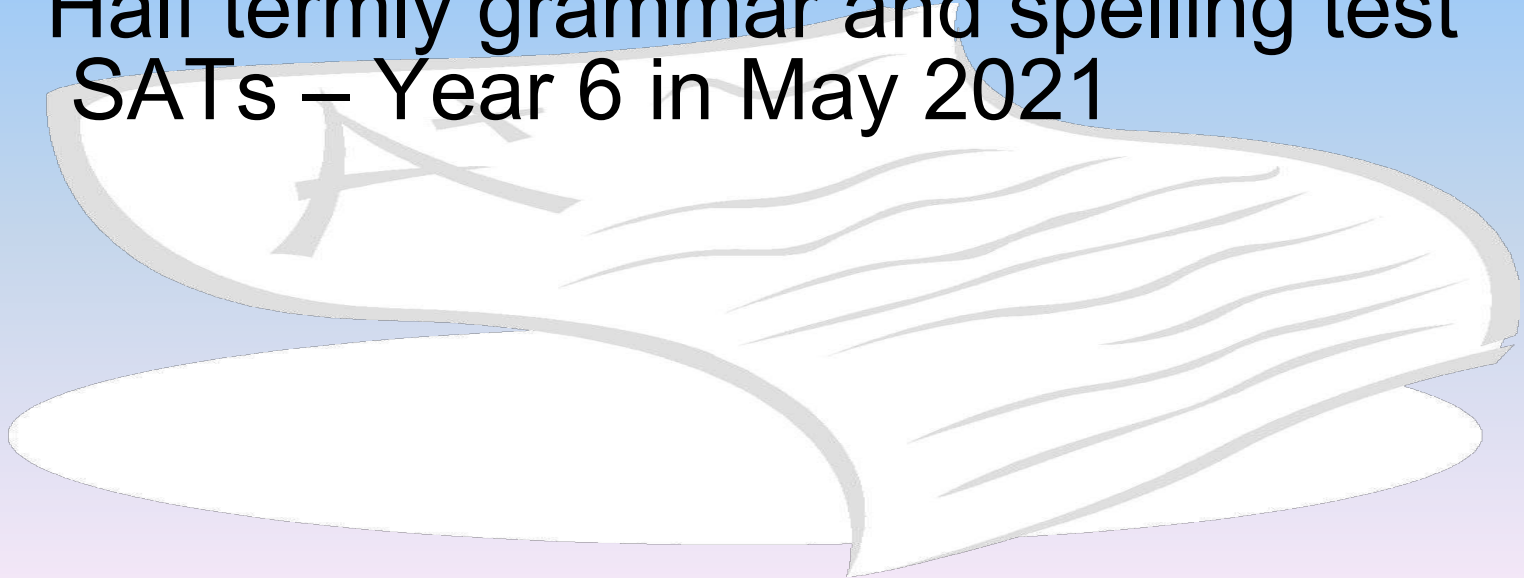 Half termly grammar and spelling test
SATs – Year 6 in May 2021
A+